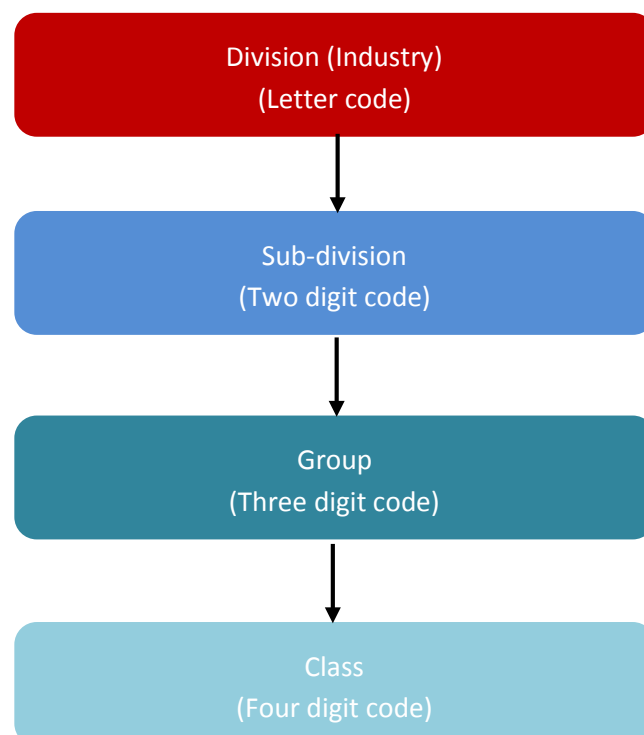 Division (Industry)
(Letter code)
Sub-division
(Two digit code)
Group
(Three digit code)
Class
(Four digit code)